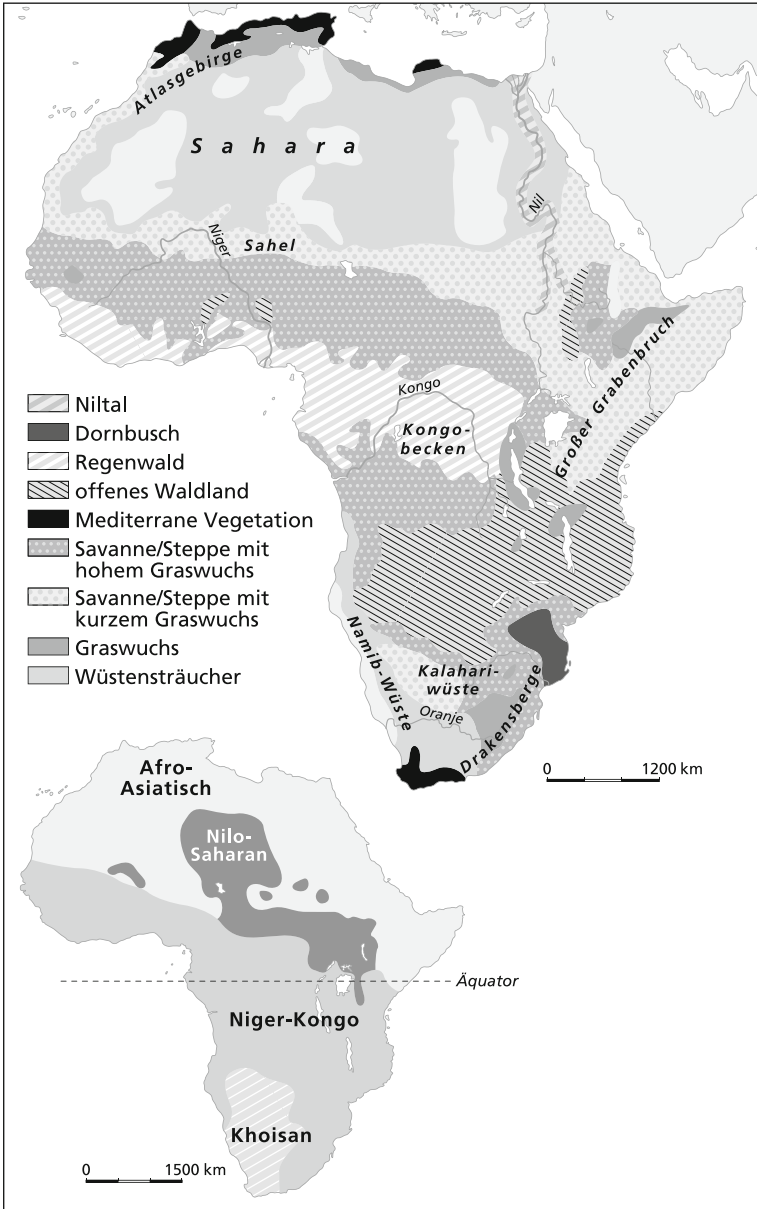 Atlasgebirge
Sahara
Nil
Niger
Sahel
Großer Grabenbruch
Kongo
Kongo-
becken
Niltal
Dornbusch
Regenwald
offenes Waldland
Mediterrane Vegetation
Savanne/Steppe mit
hohem Graswuchs
Savanne/Steppe mit
kurzem Graswuchs
Graswuchs
Wüstensträucher
Namib-Wüste
Kalahari-
wüste
Oranje
Drakensberge
0 1200 km
Afro-
Asiatisch
Nilo-
Saharan
Äquator
Niger-Kongo
Khoisan
0 1500 km